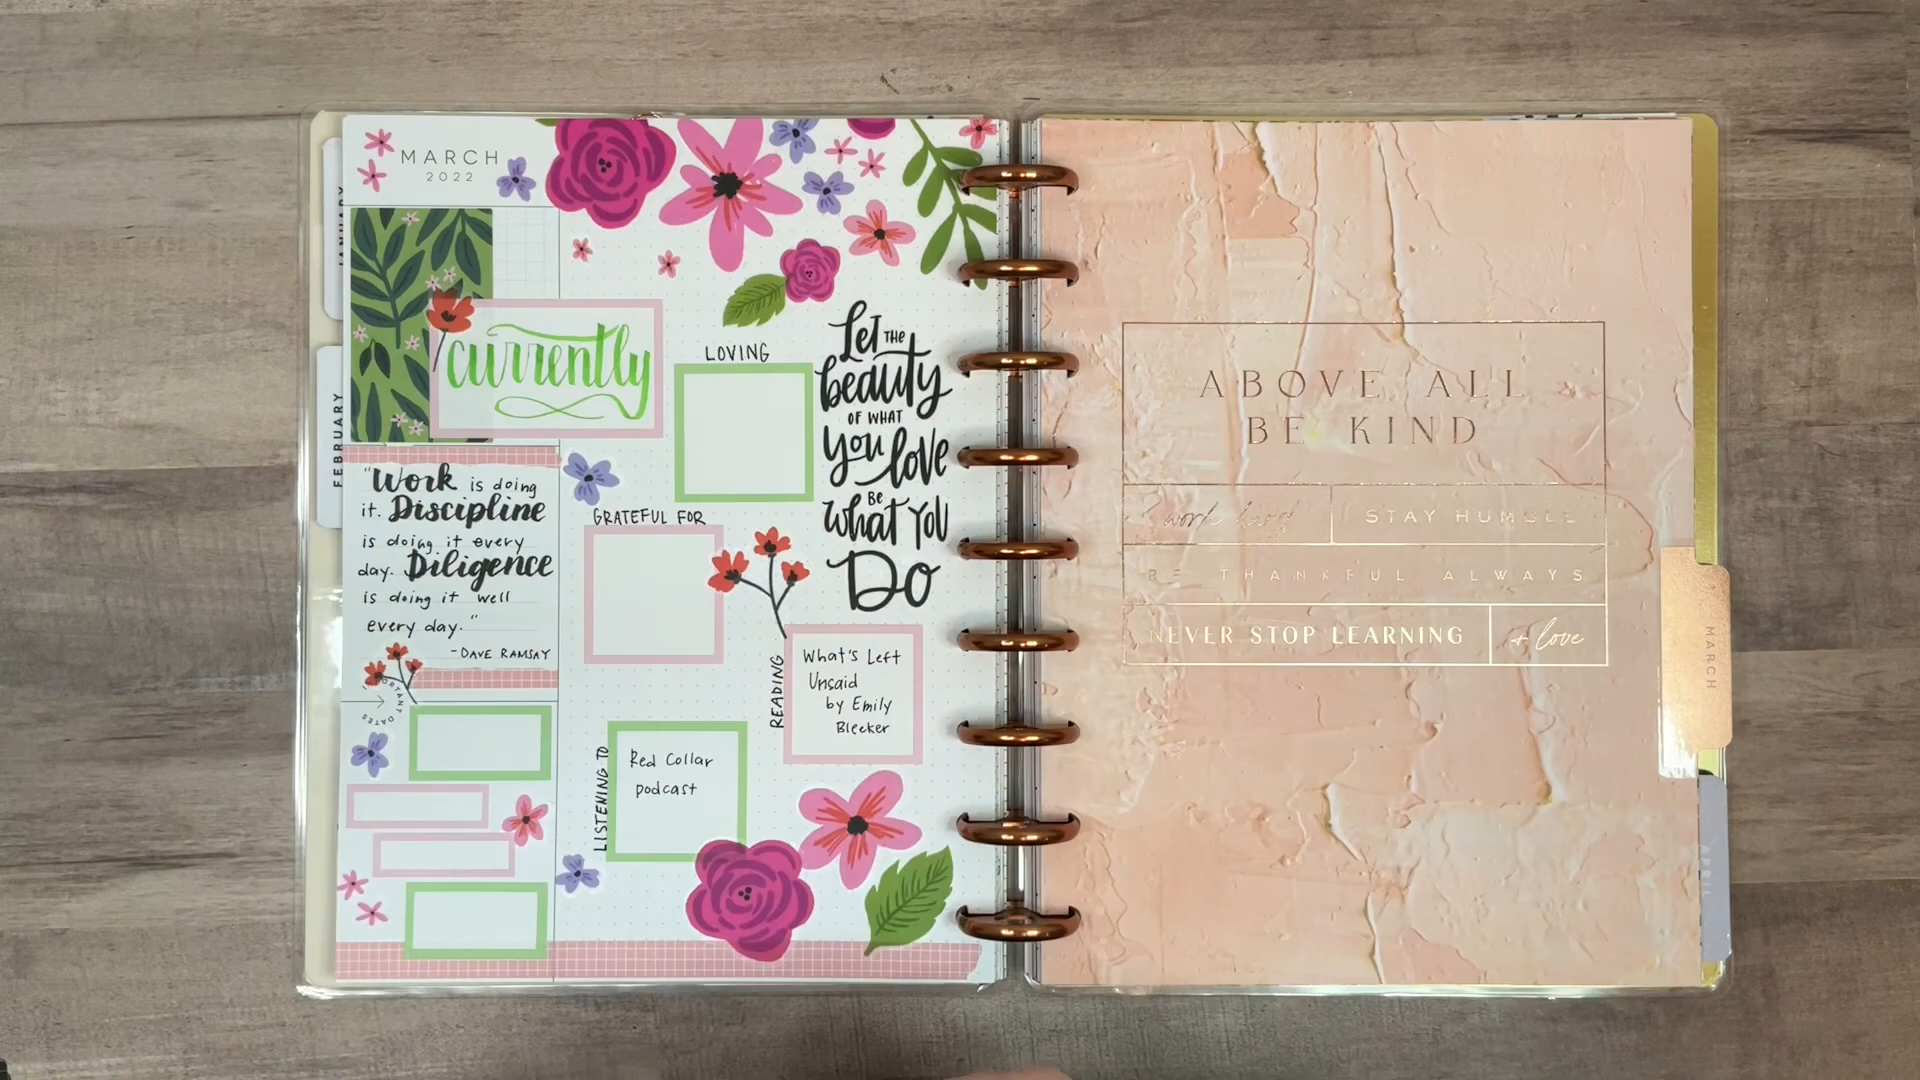 MARCH
2022
JANUARY
FEBRUARY
currently
"Work is doing
it. Discipline
is doing it every
day. Diligence
is doing it well
every day."
-DAVE RAMSAY
IMPORTANT DATES
LOVING
GRATEFUL FOR
LET THE
beauty
OF WHAT
you love
BE
what YOU
Do
READING
What's Left
Unsaid
by Emily
Bleeker
LISTENING TO
Red Collar
podcast
ABOVE ALL
BE KIND
work hard
STAY HUMBLE
BE THANKFUL ALWAYS
NEVER STOP LEARNING
+ love
MARCH
APRIL